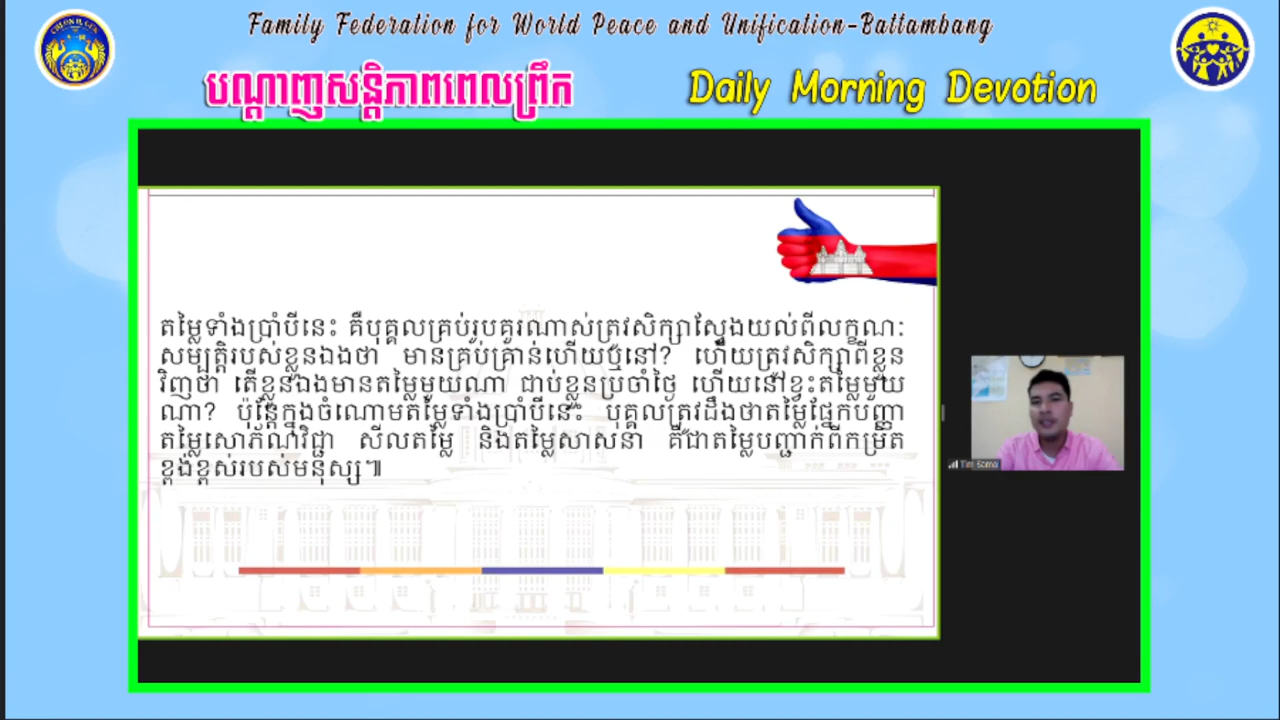 Family Federation for World Peace and Unification-Battambang
បណ្តាញសន្តិភាពពេលព្រឹក
Daily Morning Devotion
តម្លៃទាំងប្រាំបីនេះ គឺបុគ្គលគ្រប់រូបគួរណាស់ត្រូវសិក្សាស្វែងយល់ពីលក្ខណៈ
សម្បត្តិរបស់ខ្លួនឯងថា មានគ្រប់គ្រាន់ហើយឬនៅ? ហើយត្រូវសិក្សាពីខ្លួន
វិញថា តើខ្លួនឯងមានតម្លៃមួយណា ជាប់ខ្លួនប្រចាំថ្ងៃ ហើយនៅខ្វះតម្លៃមួយ
ណា? ប៉ុន្តែក្នុងចំណោមតម្លៃទាំងប្រាំបីនេះ បុគ្គលត្រូវដឹងថាតម្លៃផ្នែកបញ្ញា
តម្លៃសោភ័ណវិជ្ជា សីលតម្លៃ និងតម្លៃសាសនា គឺជាតម្លៃបញ្ជាក់ពីកម្រិត
ខ្ពង់ខ្ពស់របស់មនុស្ស៕